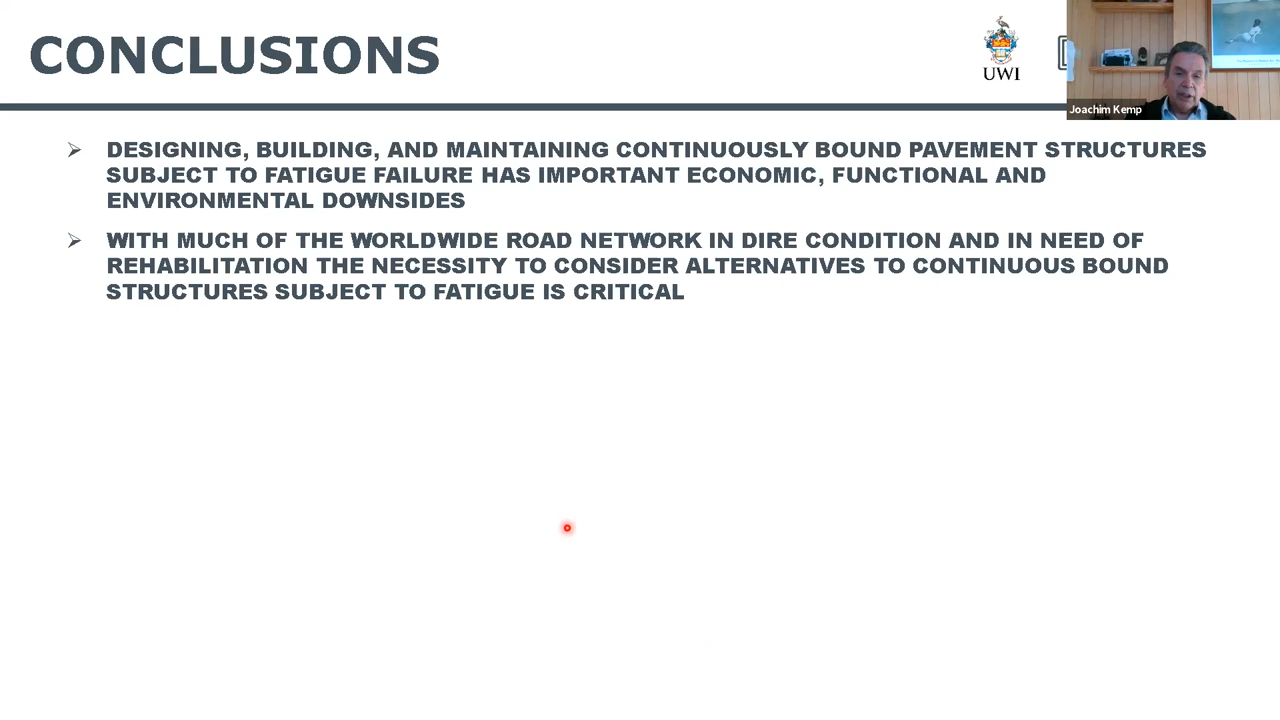 CONCLUSIONS
UWI
Joachim Kemp
DESIGNING, BUILDING, AND MAINTAINING CONTINUOUSLY BOUND PAVEMENT STRUCTURES
SUBJECT TO FATIGUE FAILURE HAS IMPORTANT ECONOMIC, FUNCTIONAL AND
ENVIRONMENTAL DOWNSIDES
WITH MUCH OF THE WORLDWIDE ROAD NETWORK IN DIRE CONDITION AND IN NEED OF
REHABILITATION THE NECESSITY TO CONSIDER ALTERNATIVES TO CONTINUOUS BOUND
STRUCTURES SUBJECT TO FATIGUE IS CRITICAL